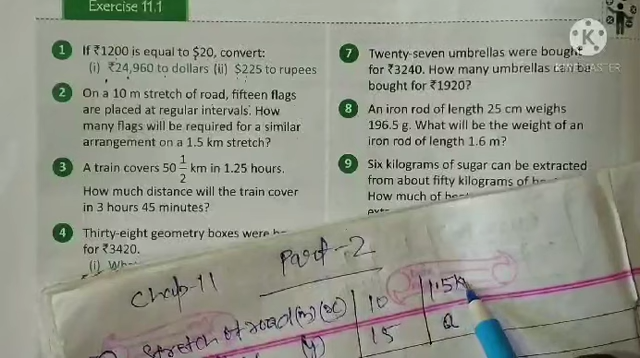 Exercise 11.1
1 If ₹1200 is equal to $20, convert:
(i) ₹24,960 to dollars (ii) $225 to rupees
2 On a 10 m stretch of road, fifteen flags
are placed at regular intervals. How
many flags will be required for a similar
arrangement on a 1.5 km stretch?
3 A train covers 50 1/2 km in 1.25 hours.
How much distance will the train cover
in 3 hours 45 minutes?
4 Thirty-eight geometry boxes were
for ₹3420.
(i)
7 Twenty-seven umbrellas were bought
for ₹3240. How many umbrellas can be
bought for ₹1920?
8 An iron rod of length 25 cm weighs
196.5 g. What will be the weight of an
iron rod of length 1.6 m?
9 Six kilograms of sugar can be extracted
from about fifty kilograms of
How much of
K
Chap-11 Part-2
Stretch of road (m) (x) 10 1.5
(y) 15